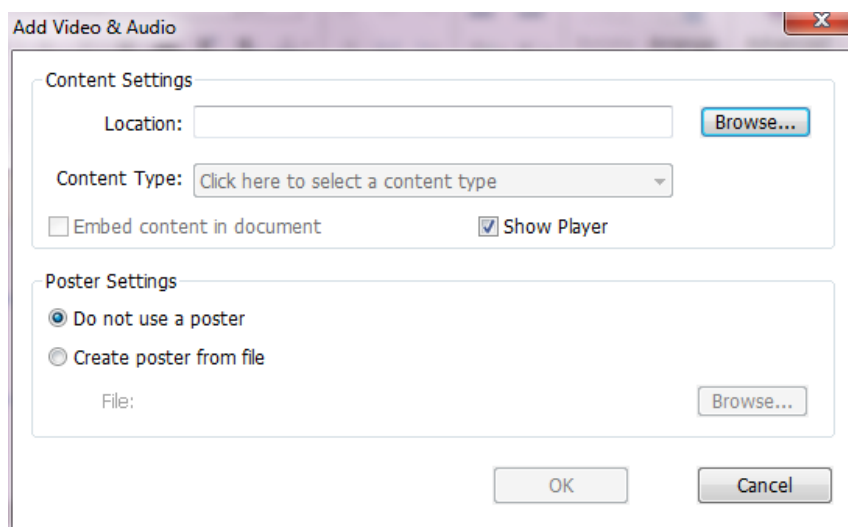 Add Video & Audio
Content Settings
Location:
Browse...
Content Type:
Click here to select a content type
Embed content in document
Show Player
Poster Settings
Do not use a poster
Create poster from file
File:
Browse...
OK
Cancel